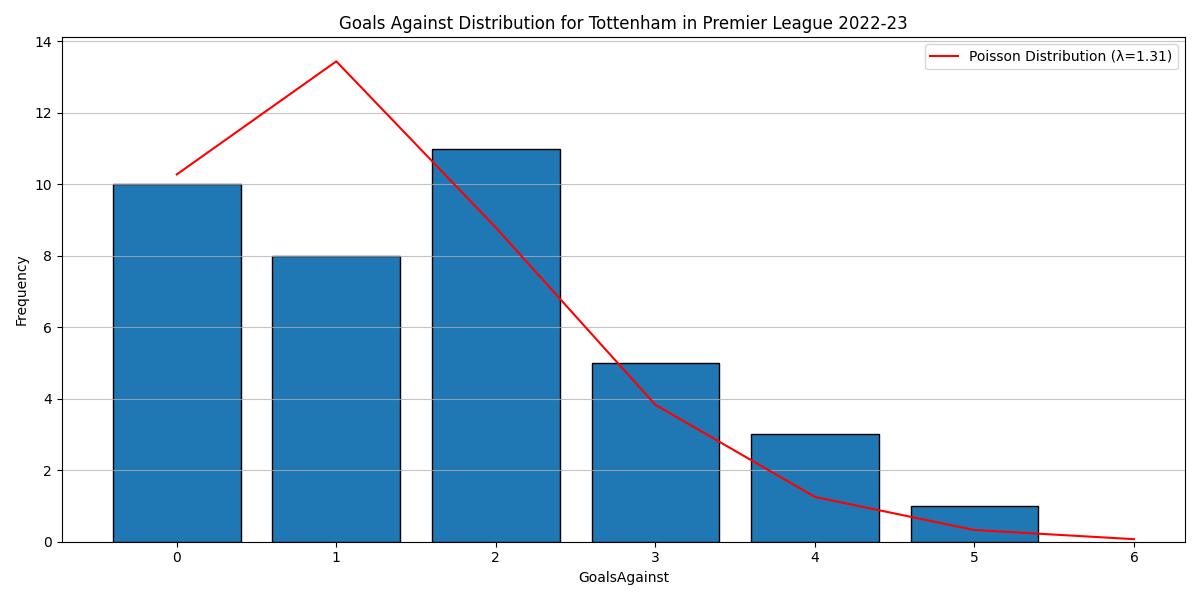 Goals Against Distribution for Tottenham in Premier League 2022-23
Poisson Distribution (λ=1.31)
Frequency
14
12
10
8
6
4
2
0
0 1 2 3 4 5 6
GoalsAgainst